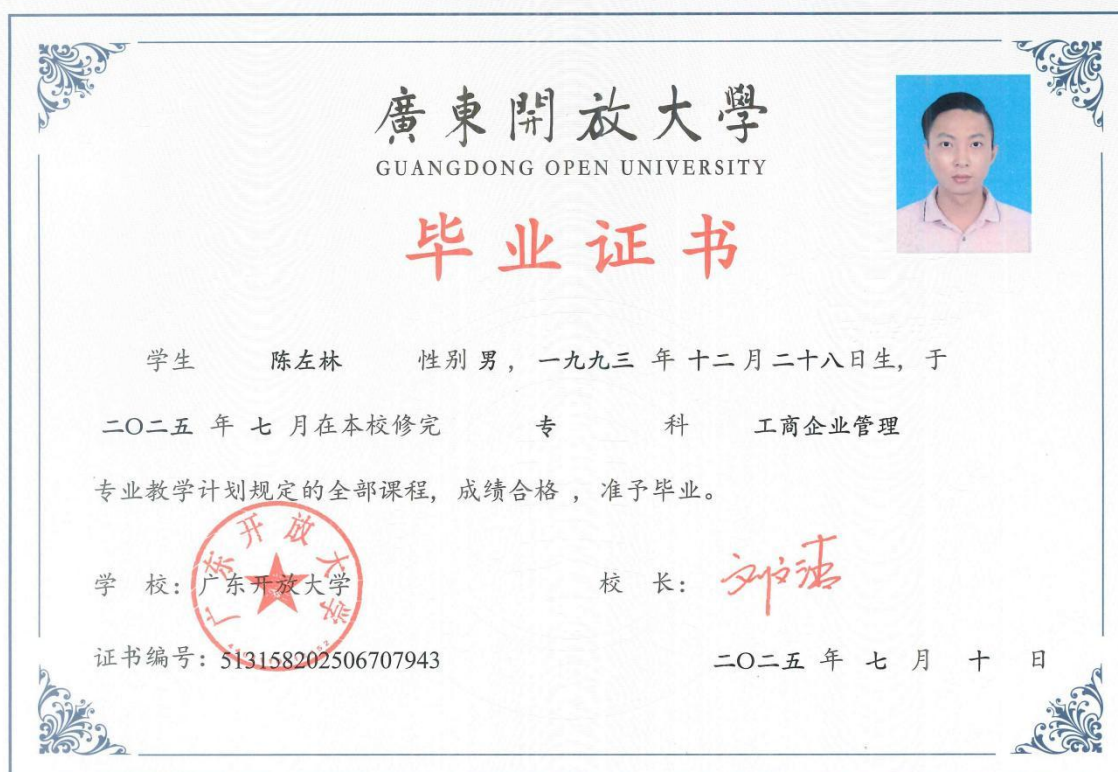 廣東開放大學
GUANGDONG OPEN UNIVERSITY
毕业证书
学生 陈左林 性别 男，一九九三 年 十二 月 二十八日生，于
二〇二五 年 七 月在本校修完 专 科 工商企业管理
专业教学计划规定的全部课程，成绩合格，准予毕业。
广东开放大学
学 校：广东开放大学 校 长：
证书编号：513158202506707943 二〇二五 年 七 月 十 日